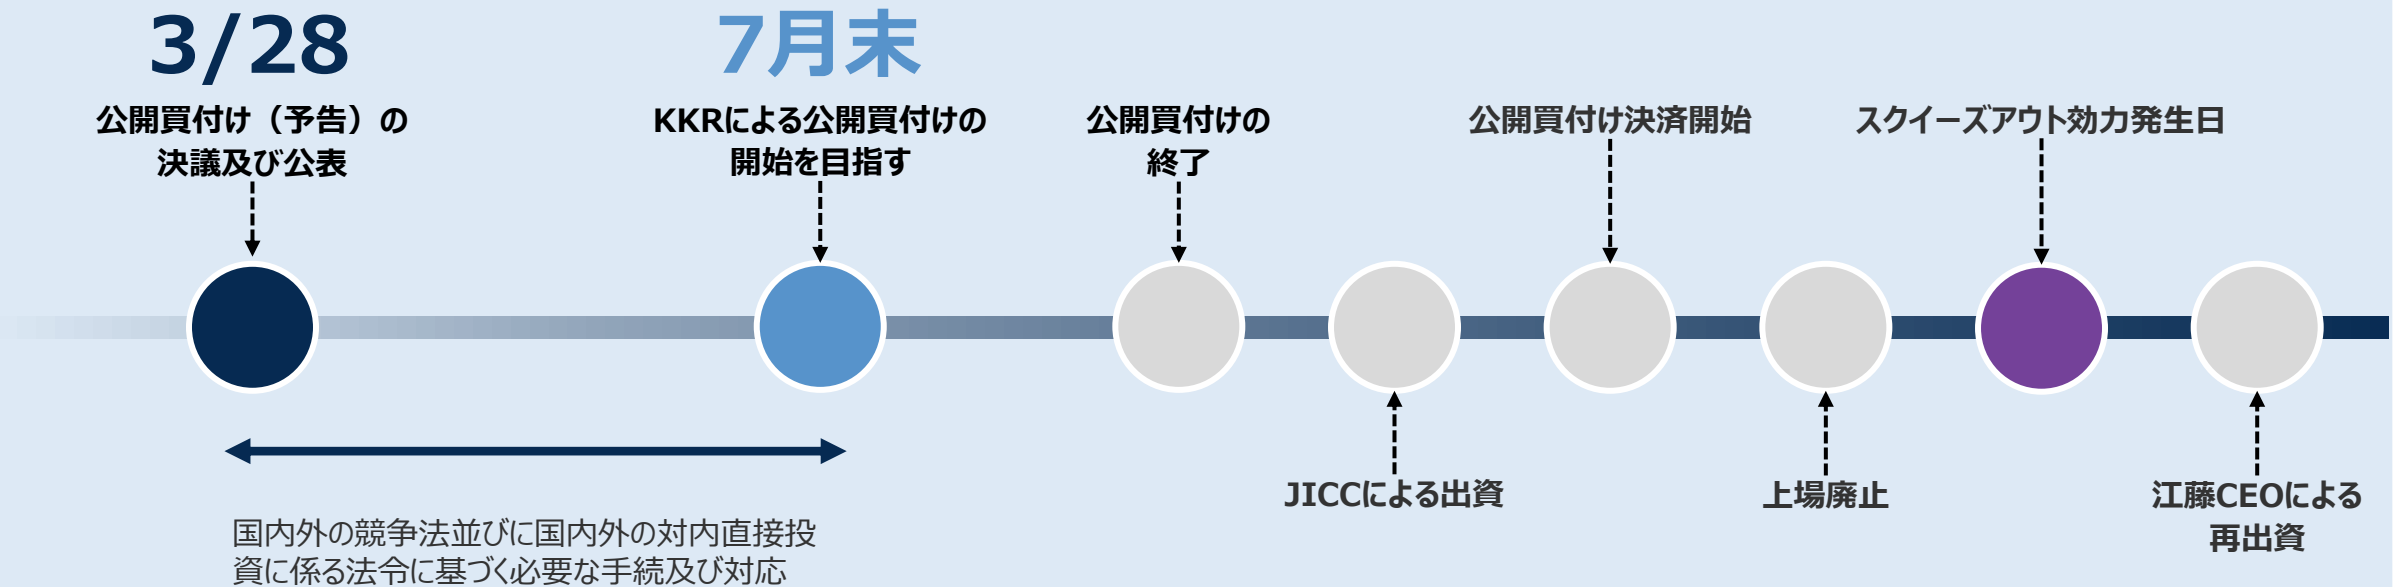 3/28
公開買付け（予告）の
決議及び公表
7月末
KKRによる公開買付けの
開始を目指す
公開買付けの
終了
公開買付け決済開始
スクイーズアウト効力発生日
JICCによる出資
上場廃止
江藤CEOによる
再出資
国内外の競争法並びに国内外の対内直接投
資に係る法令に基づく必要な手続及び対応